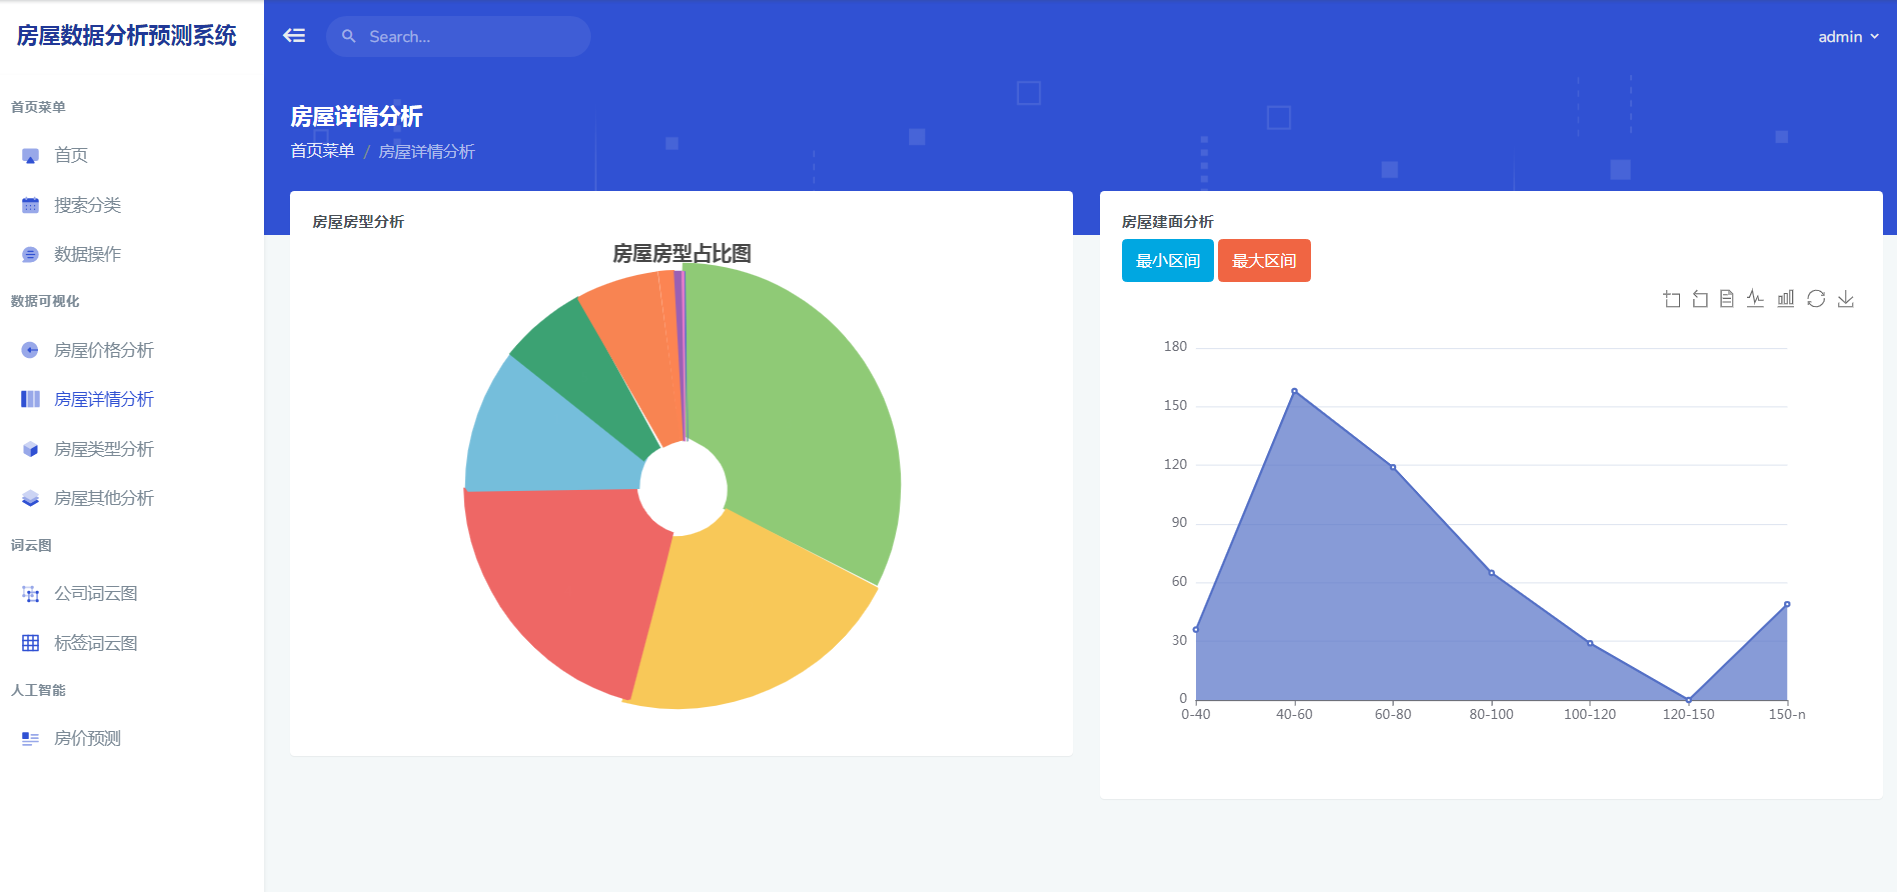 房屋数据分析预测系统
首页菜单
首页
搜索分类
数据操作
数据可视化
房屋价格分析
房屋详情分析
房屋类型分析
房屋其他分析
词云图
公司词云图
标签词云图
人工智能
房价预测
Search...
admin
房屋详情分析
首页菜单 / 房屋详情分析
房屋房型分析
房屋房型占比图
房屋建面分析
最小区间 最大区间
180
150
120
90
60
30
0
0-40 40-60 60-80 80-100 100-120 120-150 150-n